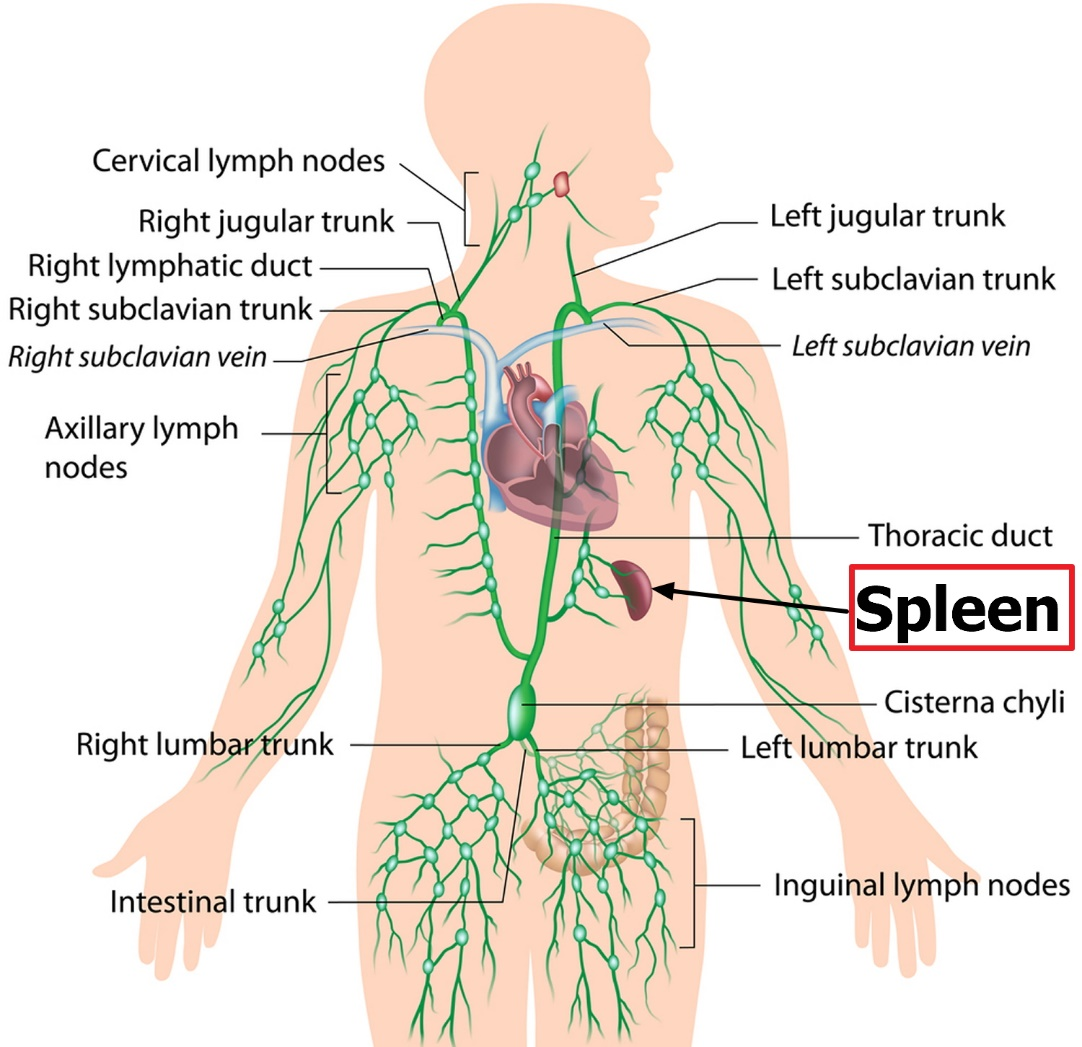 Cervical lymph nodes
Right jugular trunk
Right lymphatic duct
Right subclavian trunk
Right subclavian vein
Axillary lymph
nodes
Left jugular trunk
Left subclavian trunk
Left subclavian vein
Thoracic duct
Spleen
Cisterna chyli
Right lumbar trunk
Left lumbar trunk
Intestinal trunk
Inguinal lymph nodes